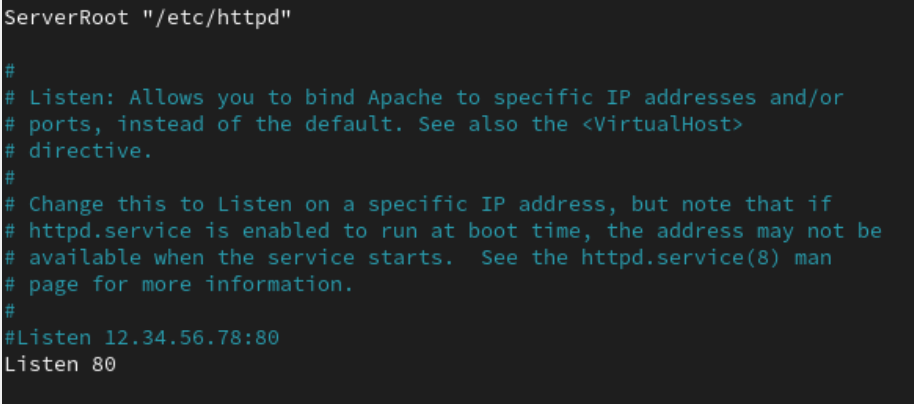 ServerRoot "/etc/httpd"
#
# Listen: Allows you to bind Apache to specific IP addresses and/or
# ports, instead of the default. See also the <VirtualHost>
# directive.
#
# Change this to Listen on a specific IP address, but note that if
# httpd.service is enabled to run at boot time, the address may not be
# available when the service starts.  See the httpd.service(8) man
# page for more information.
#
#Listen 12.34.56.78:80
Listen 80